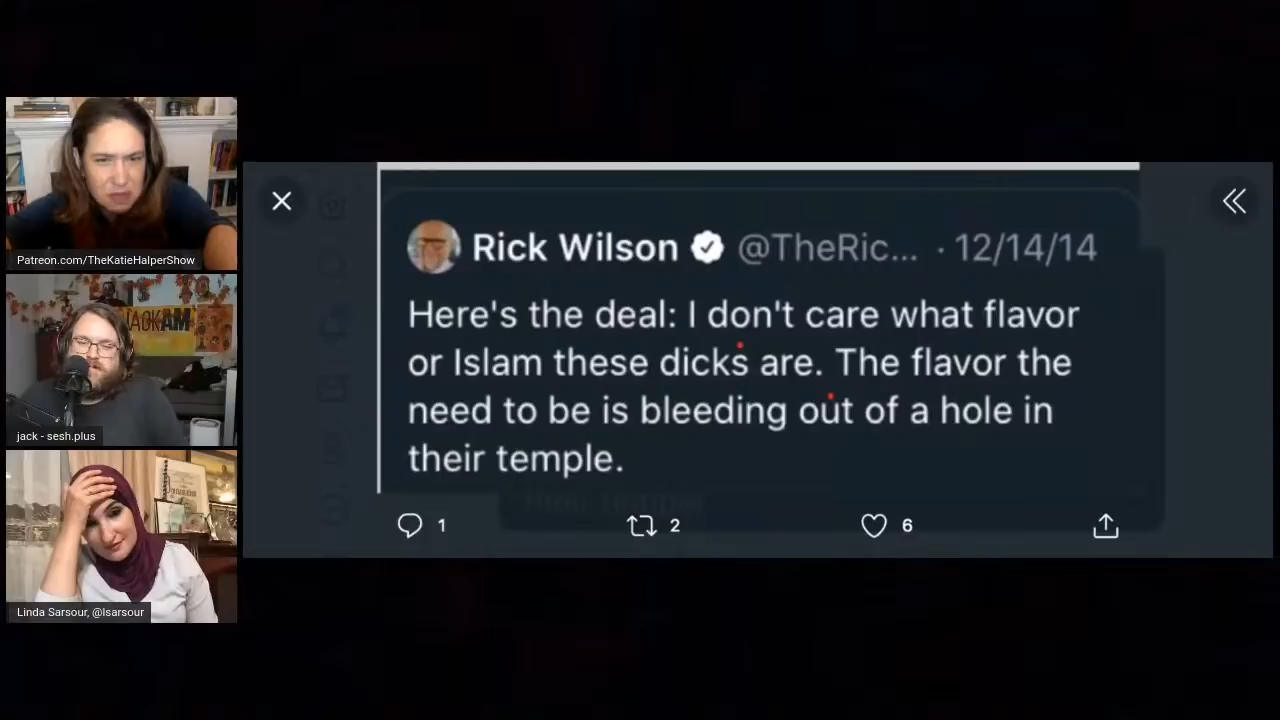 Patreon.com/TheKatieHalperShow
JACKAM
jack - sesh.plus
Linda Sarsour, @lsarsour
Rick Wilson @TheRic... · 12/14/14
Here's the deal: I don't care what flavor
or Islam these dicks are. The flavor the
need to be is bleeding out of a hole in
their temple.
1 2 6